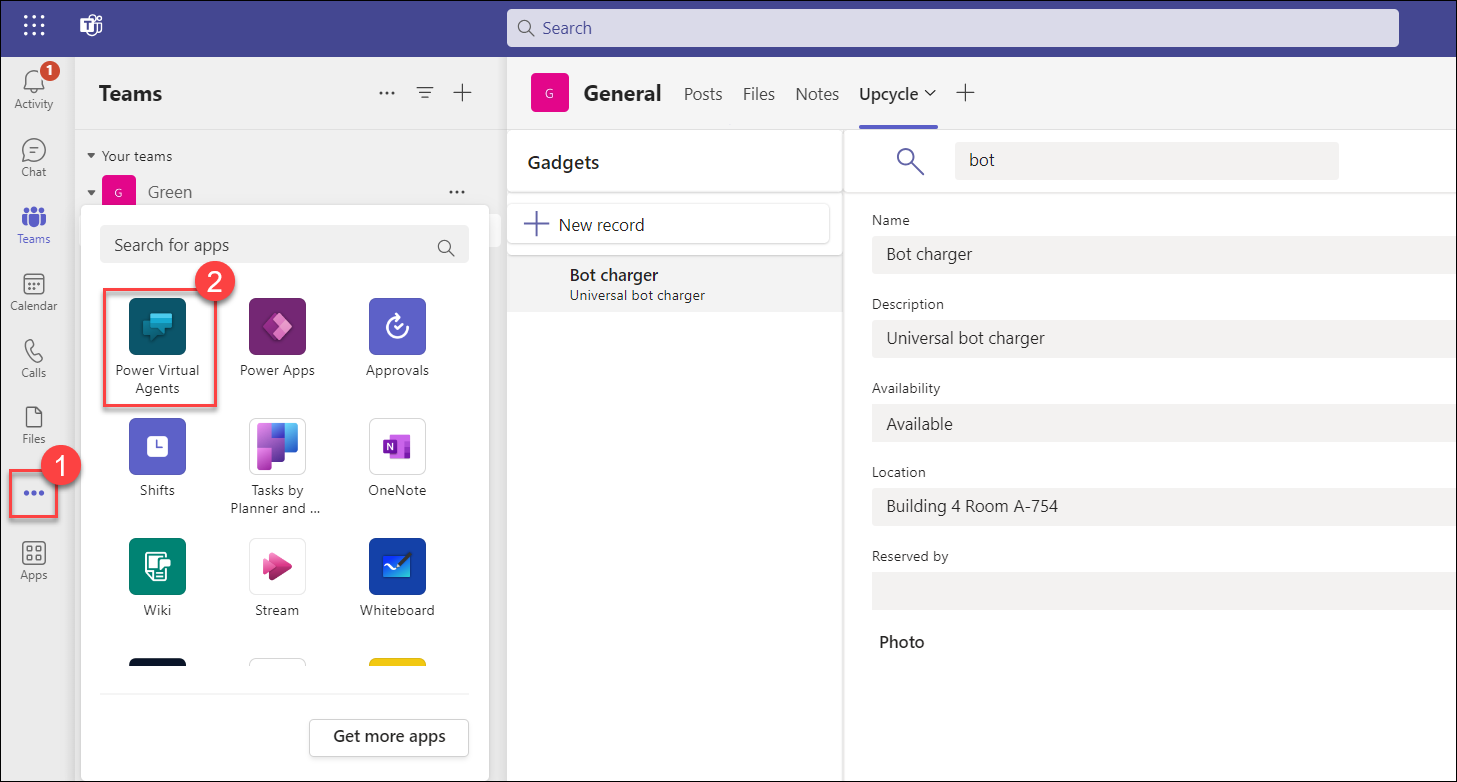 Search
1
Activity
Chat
Teams
Calendar
Calls
Files
1
Apps
Teams
Your teams
G
Green
Search for apps
2
Power Virtual
Agents
Power Apps
Approvals
Shifts
Tasks by
Planner and ...
OneNote
Wiki
Stream
Whiteboard
Get more apps
G
General
Posts
Files
Notes
Upcycle
Gadgets
New record
Bot charger
Universal bot charger
bot
Name
Bot charger
Description
Universal bot charger
Availability
Available
Location
Building 4 Room A-754
Reserved by
Photo